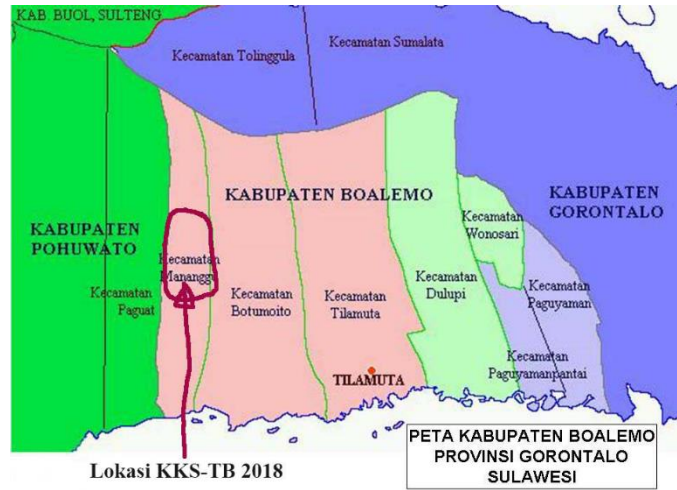 KAB. BUOL, SULTENG
Kecamatan Tolinggula
Kecamatan Sumalata
KABUPATEN BOALEMO
KABUPATEN
GORONTALO
KABUPATEN
POHUWATO
Kecamatan
Wonosari
Kecamatan
Mananggu
Kecamatan
Paguat
Kecamatan
Botumoito
Kecamatan
Tilamuta
Kecamatan
Dulupi
Kecamatan
Paguyaman
Kecamatan
Paguyamanpantai
TILAMUTA
Lokasi KKS-TB 2018
PETA KABUPATEN BOALEMO
PROVINSI GORONTALO
SULAWESI